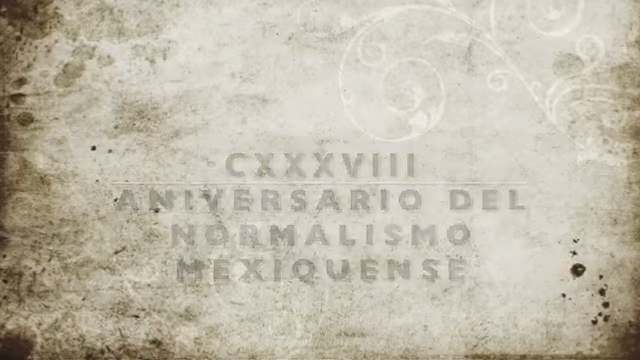 CXXXVIII
ANIVERSARIO DEL
NORMALISMO
MEXIQUENSE